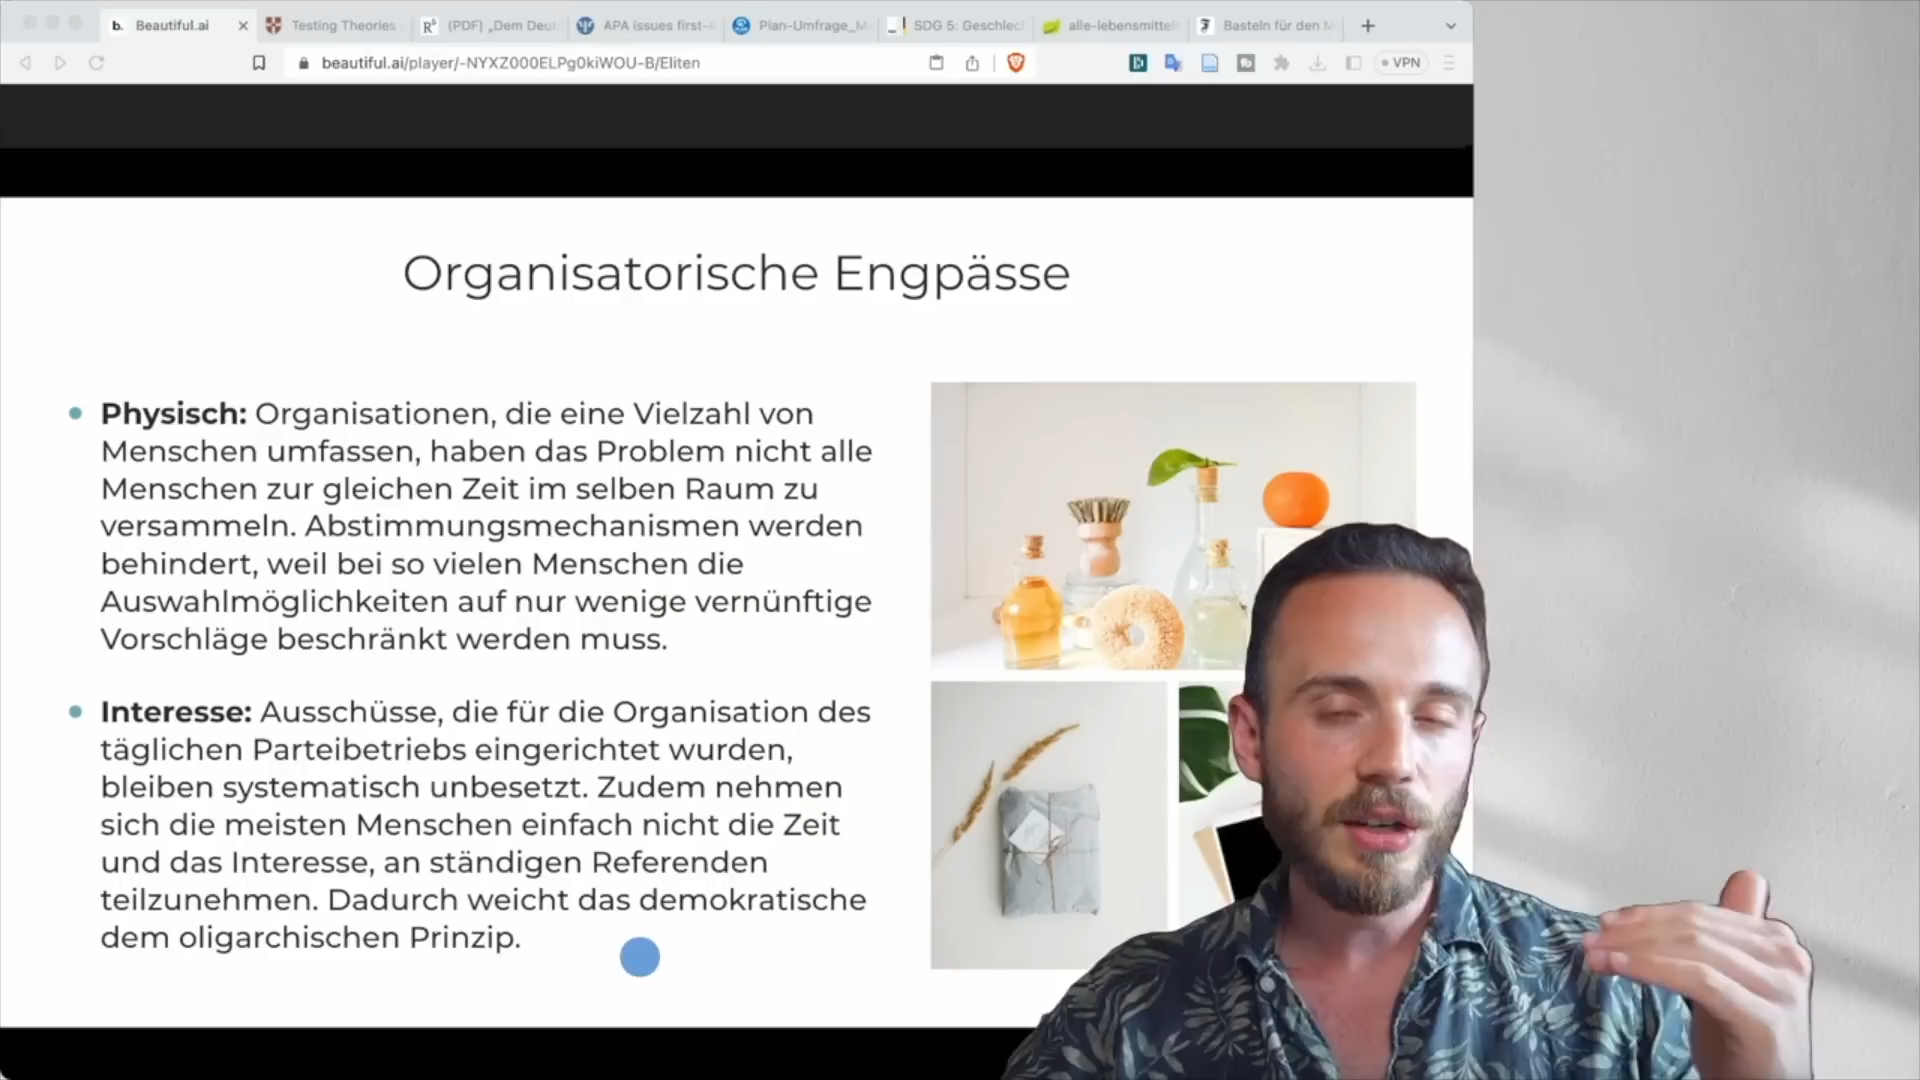 b. Beautiful.ai
Testing Theories
R⁶ (PDF) „Dem Deut
APA issues first-
Plan-Umfrage_M
SDG 5: Geschlec
alle-lebensmittel
Basteln für den M
beautiful.ai/player/-NYXZ000ELPg0kiWOU-B/Eliten
VPN
Organisatorische Engpässe
Physisch: Organisationen, die eine Vielzahl von
Menschen umfassen, haben das Problem nicht alle
Menschen zur gleichen Zeit im selben Raum zu
versammeln. Abstimmungsmechanismen werden
behindert, weil bei so vielen Menschen die
Auswahlmöglichkeiten auf nur wenige vernünftige
Vorschläge beschränkt werden muss.
Interesse: Ausschüsse, die für die Organisation des
täglichen Parteibetriebs eingerichtet wurden,
bleiben systematisch unbesetzt. Zudem nehmen
sich die meisten Menschen einfach nicht die Zeit
und das Interesse, an ständigen Referenden
teilzunehmen. Dadurch weicht das demokratische
dem oligarchischen Prinzip.